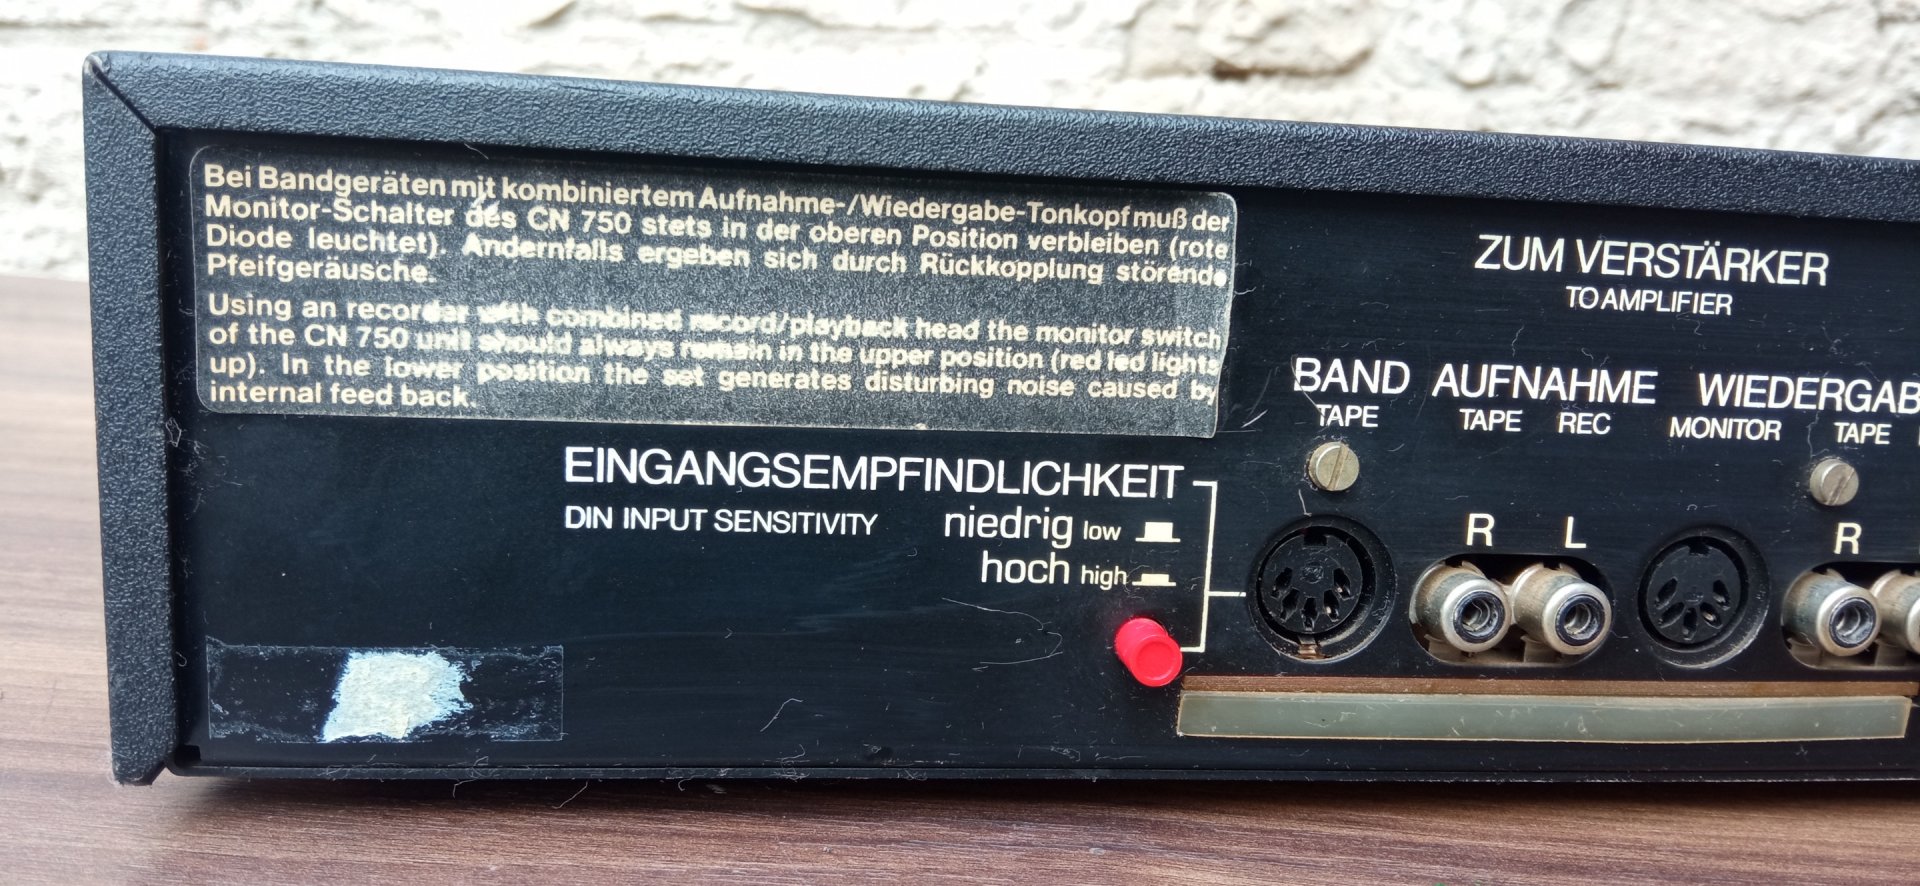 Bei Bandgeräten mit kombiniertem Aufnahme-/Wiedergabe-Tonkopf muß der
Monitor-Schalter des CN 750 stets in der oberen Position verbleiben (rote
Diode leuchtet). Andernfalls ergeben sich durch Rückkopplung störende
Pfeifgeräusche.
Using an recorder with combined record/playback head the monitor switch
of the CN 750 unit should always remain in the upper position (red led lights
up). In the lower position the set generates disturbing noise caused by
internal feed back.
ZUM VERSTÄRKER
TO AMPLIFIER
BAND AUFNAHME WIEDERGAB
TAPE TAPE REC MONITOR TAPE
EINGANGSEMPFINDLICHKEIT
DIN INPUT SENSITIVITY niedrig low
hoch high
R L R